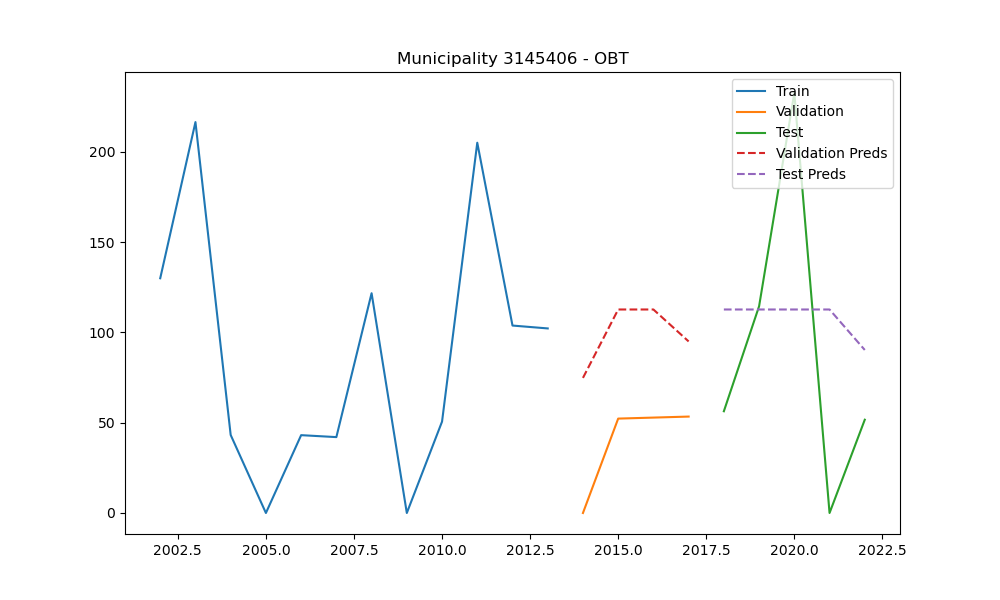 Municipality 3145406 - OBT
Train
Validation
Test
Validation Preds
Test Preds
200
150
100
50
0
2002.5 2005.0 2007.5 2010.0 2012.5 2015.0 2017.5 2020.0 2022.5